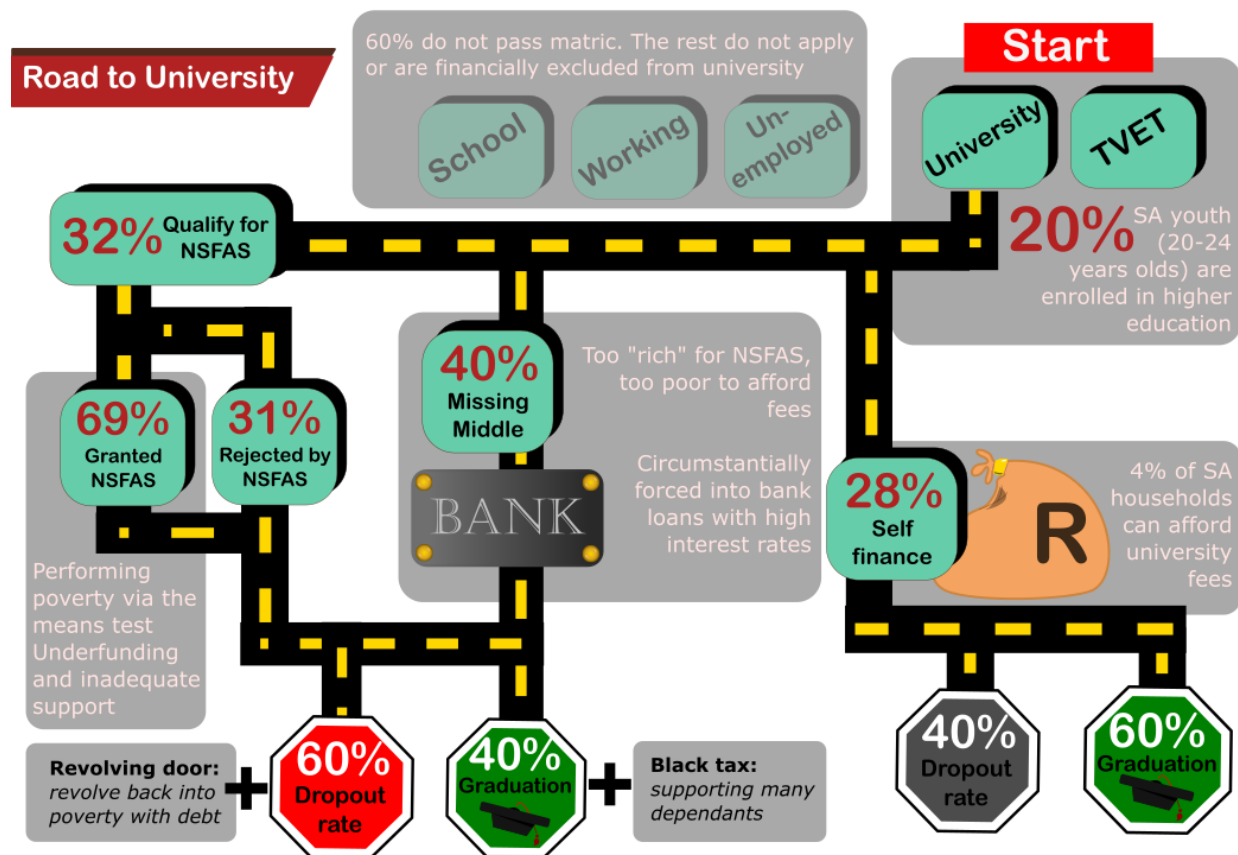 Road to University
60% do not pass matric. The rest do not apply
or are financially excluded from university
School
Working
Un-
employed
Start
University
TVET
20% SA youth
(20-24
years olds) are
enrolled in higher
education
32% Qualify for
NSFAS
69%
Granted
NSFAS
31%
Rejected by
NSFAS
Performing
poverty via the
means test
Underfunding
and inadequate
support
40%
Missing
Middle
Too "rich" for NSFAS,
too poor to afford
fees
BANK
Circumstantially
forced into bank
loans with high
interest rates
28%
Self
finance
R
4% of SA
households
can afford
university
fees
Revolving door:
revolve back into
poverty with debt
+
60%
Dropout
rate
40%
Graduation
+
Black tax:
supporting many
dependants
40%
Dropout
rate
60%
Graduation